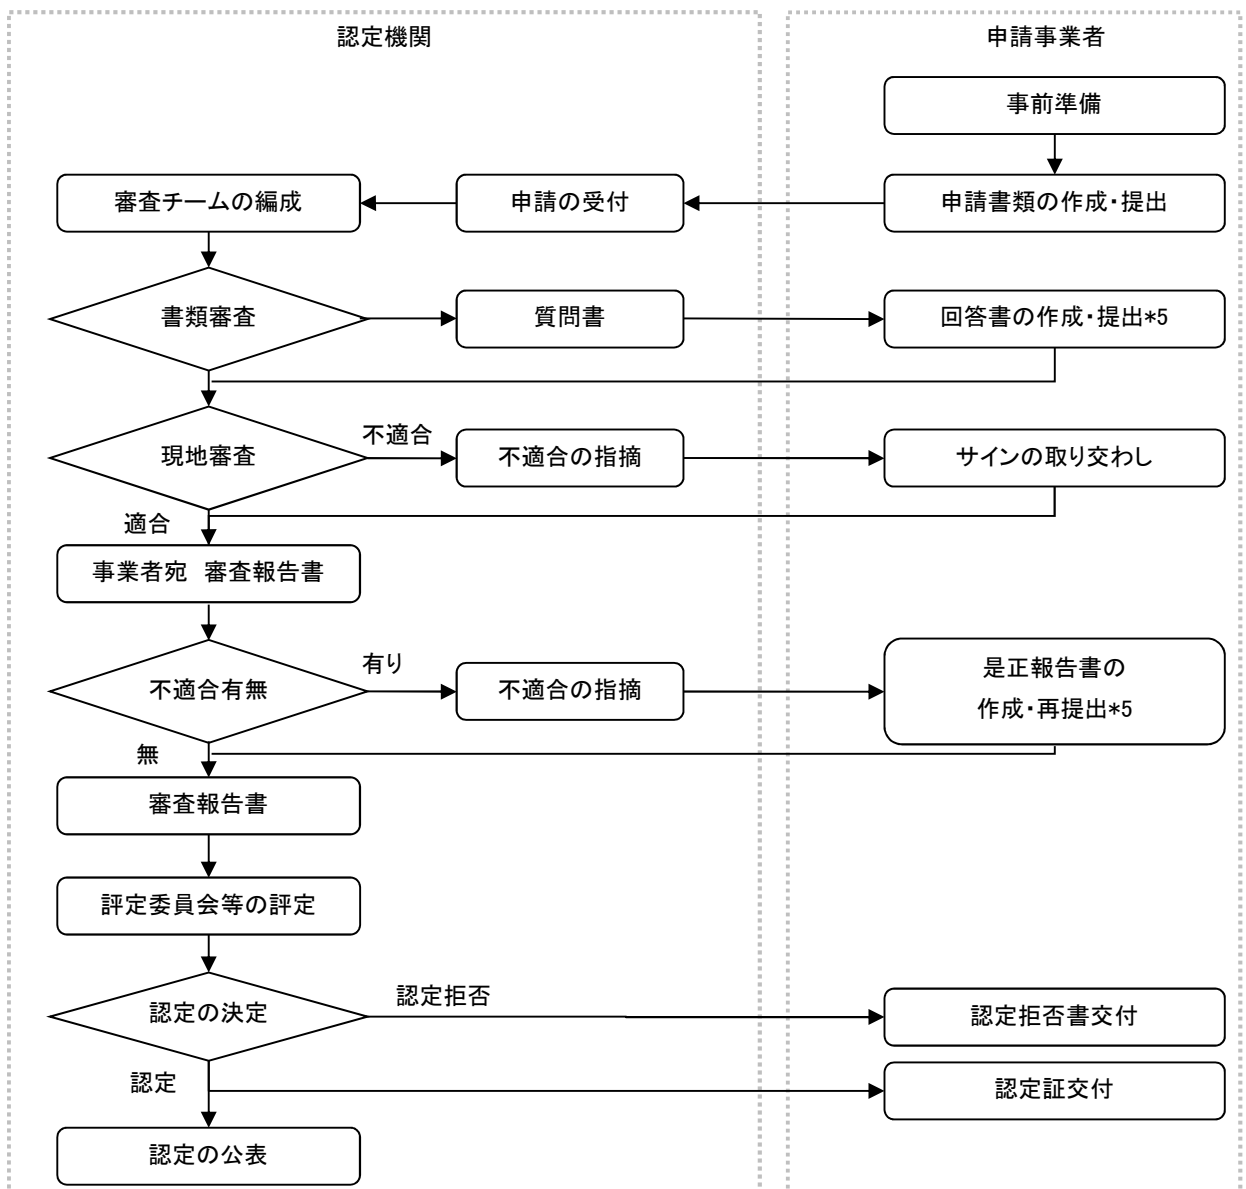 認定機関
申請事業者
事前準備
審査チームの編成
申請の受付
申請書類の作成・提出
書類審査
質問書
回答書の作成・提出*5
現地審査
不適合
不適合の指摘
サインの取り交わし
適合
事業者宛　審査報告書
不適合有無
有り
不適合の指摘
是正報告書の
作成・再提出*5
無
審査報告書
評定委員会等の評定
認定の決定
認定拒否
認定拒否書交付
認定
認定証交付
認定の公表